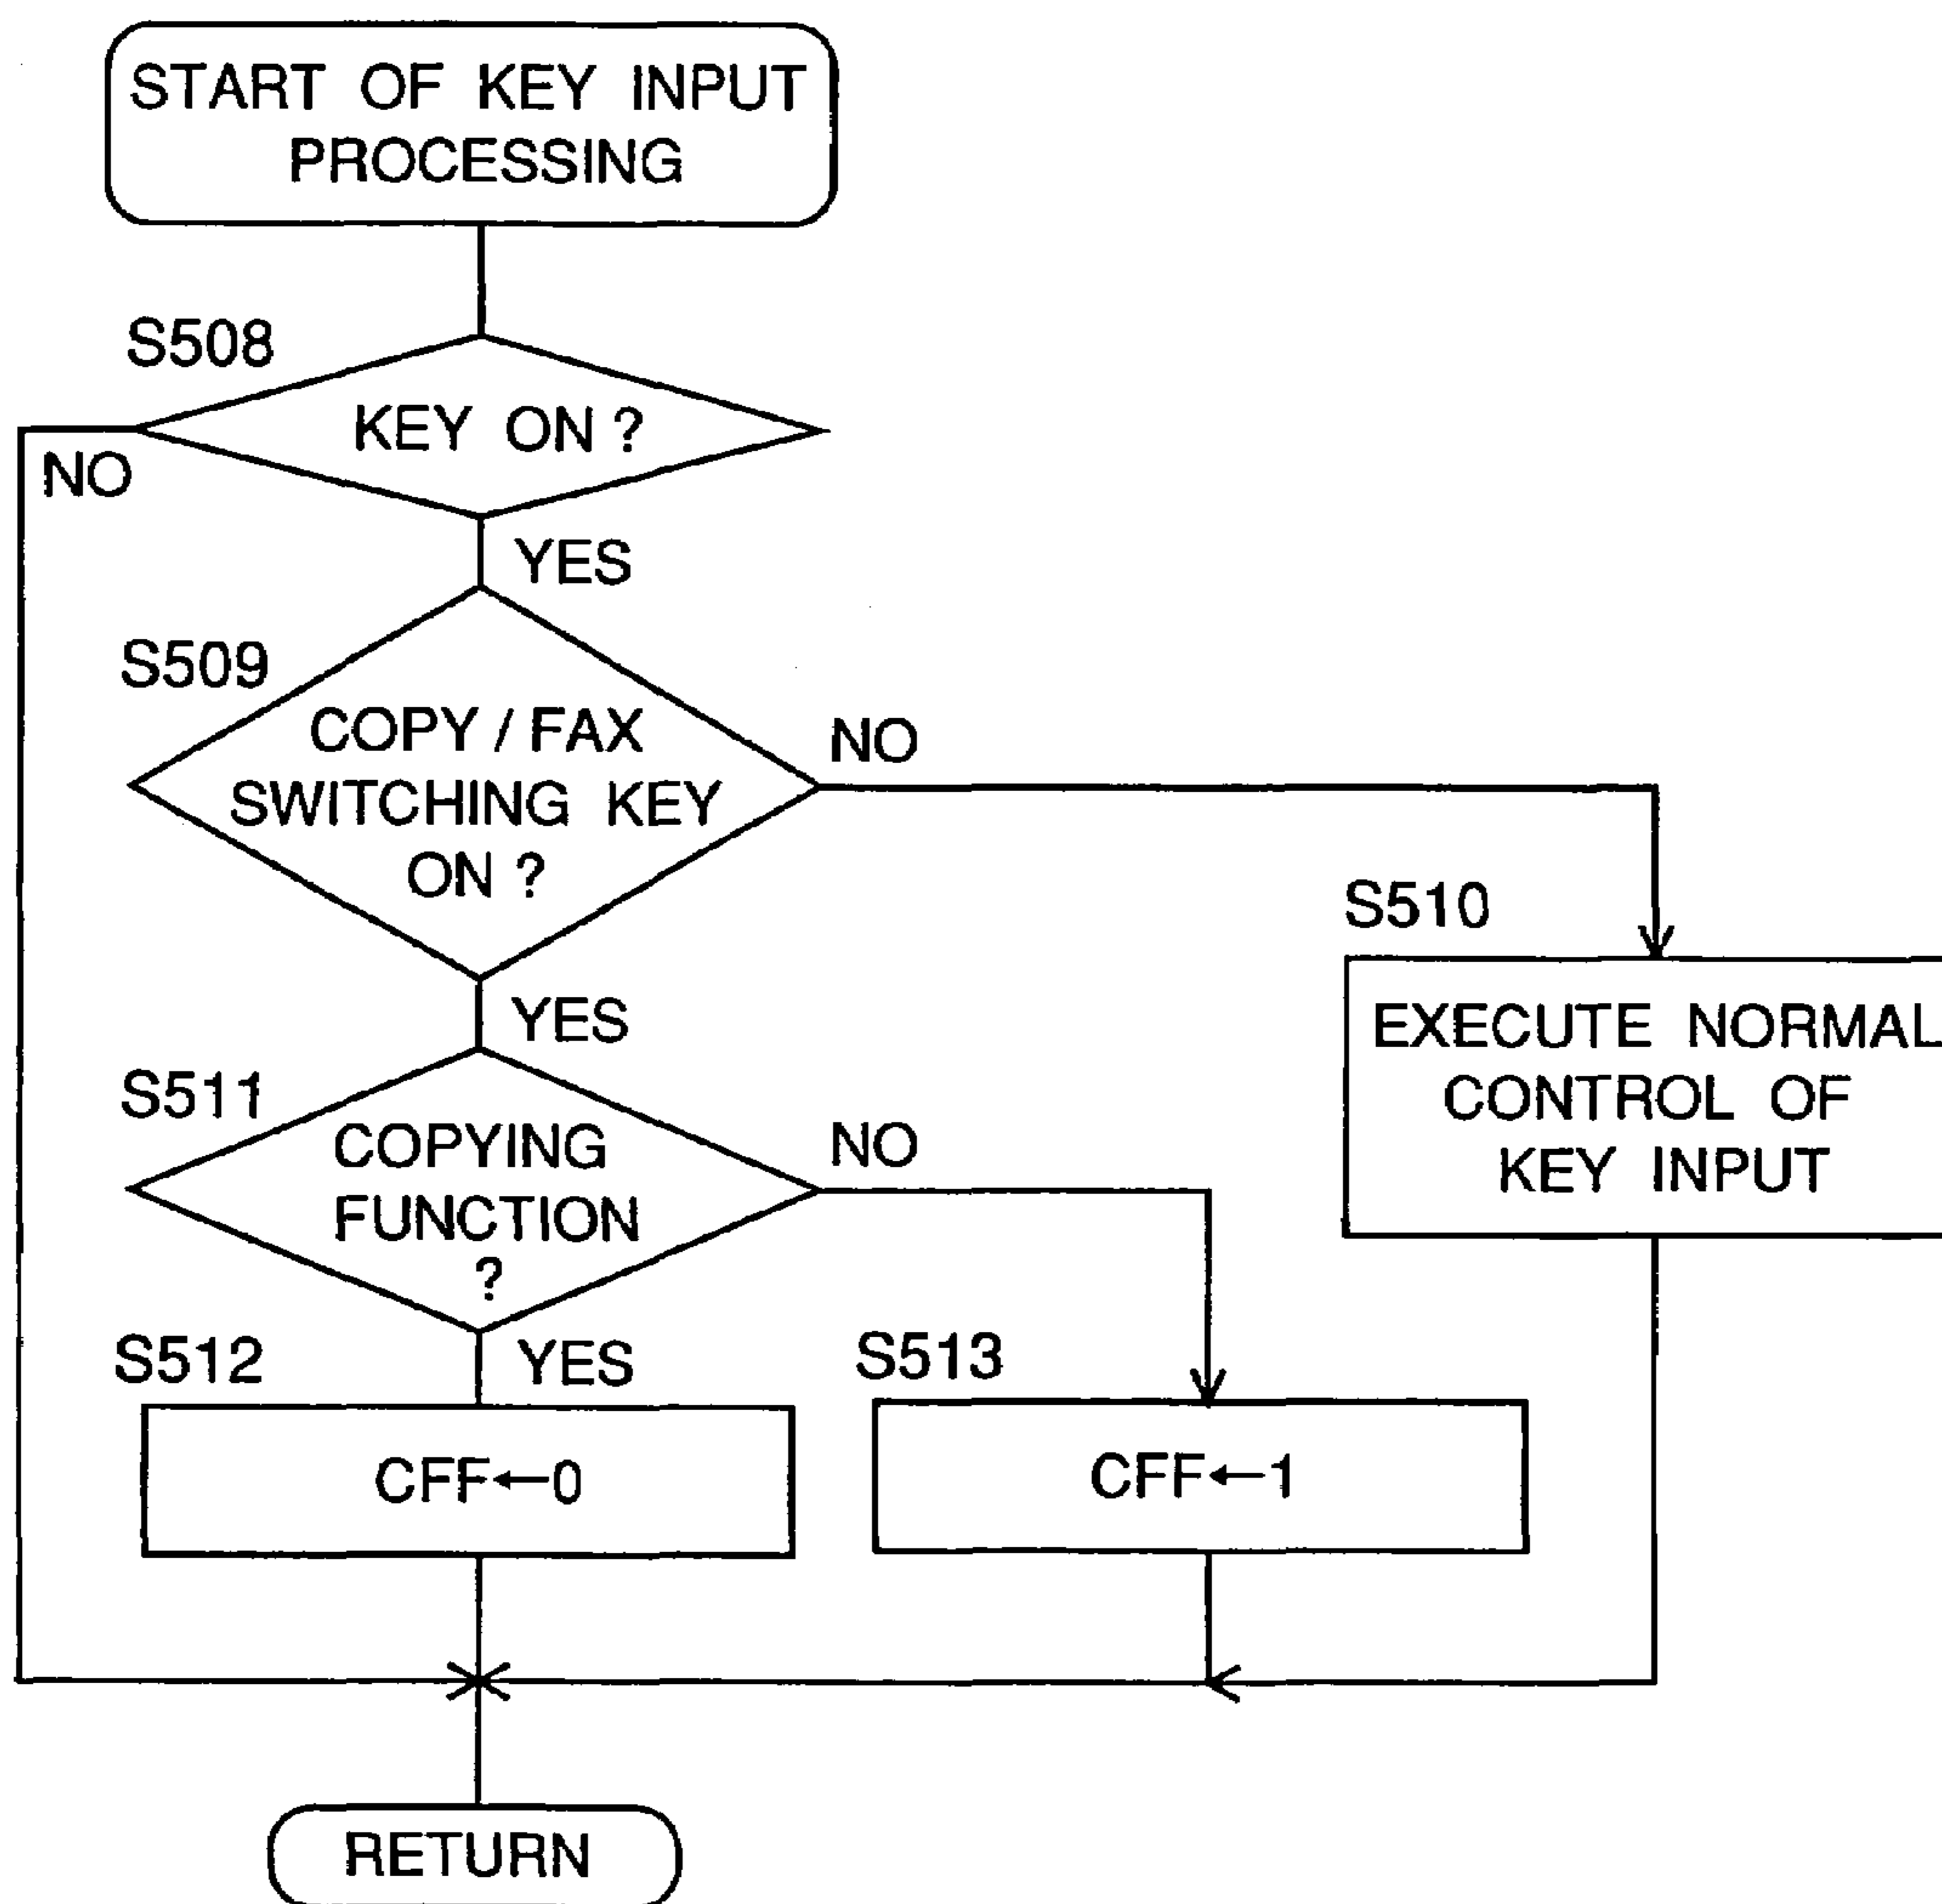 START OF KEY INPUT
PROCESSING
S508
KEY ON ?
NO
YES
S509
COPY / FAX
SWITCHING KEY
ON ?
NO
YES
S510
EXECUTE NORMAL
CONTROL OF
KEY INPUT
S511
COPYING
FUNCTION
?
NO
YES
S512
CFF←0
S513
CFF←1
RETURN